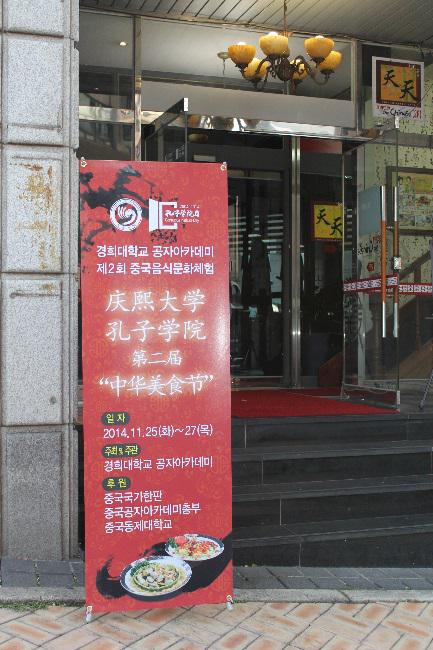 경희대학교 공자아카데미
제2회 중국음식문화체험
庆熙大学
孔子学院
第二届
“中华美食节”
일 자
2014.11.25(화)~27(목)
주최 및 주관
경희대학교 공자아카데미
후 원
중국국가한판
중국공자아카데미총부
중국동제대학교
天天
天天